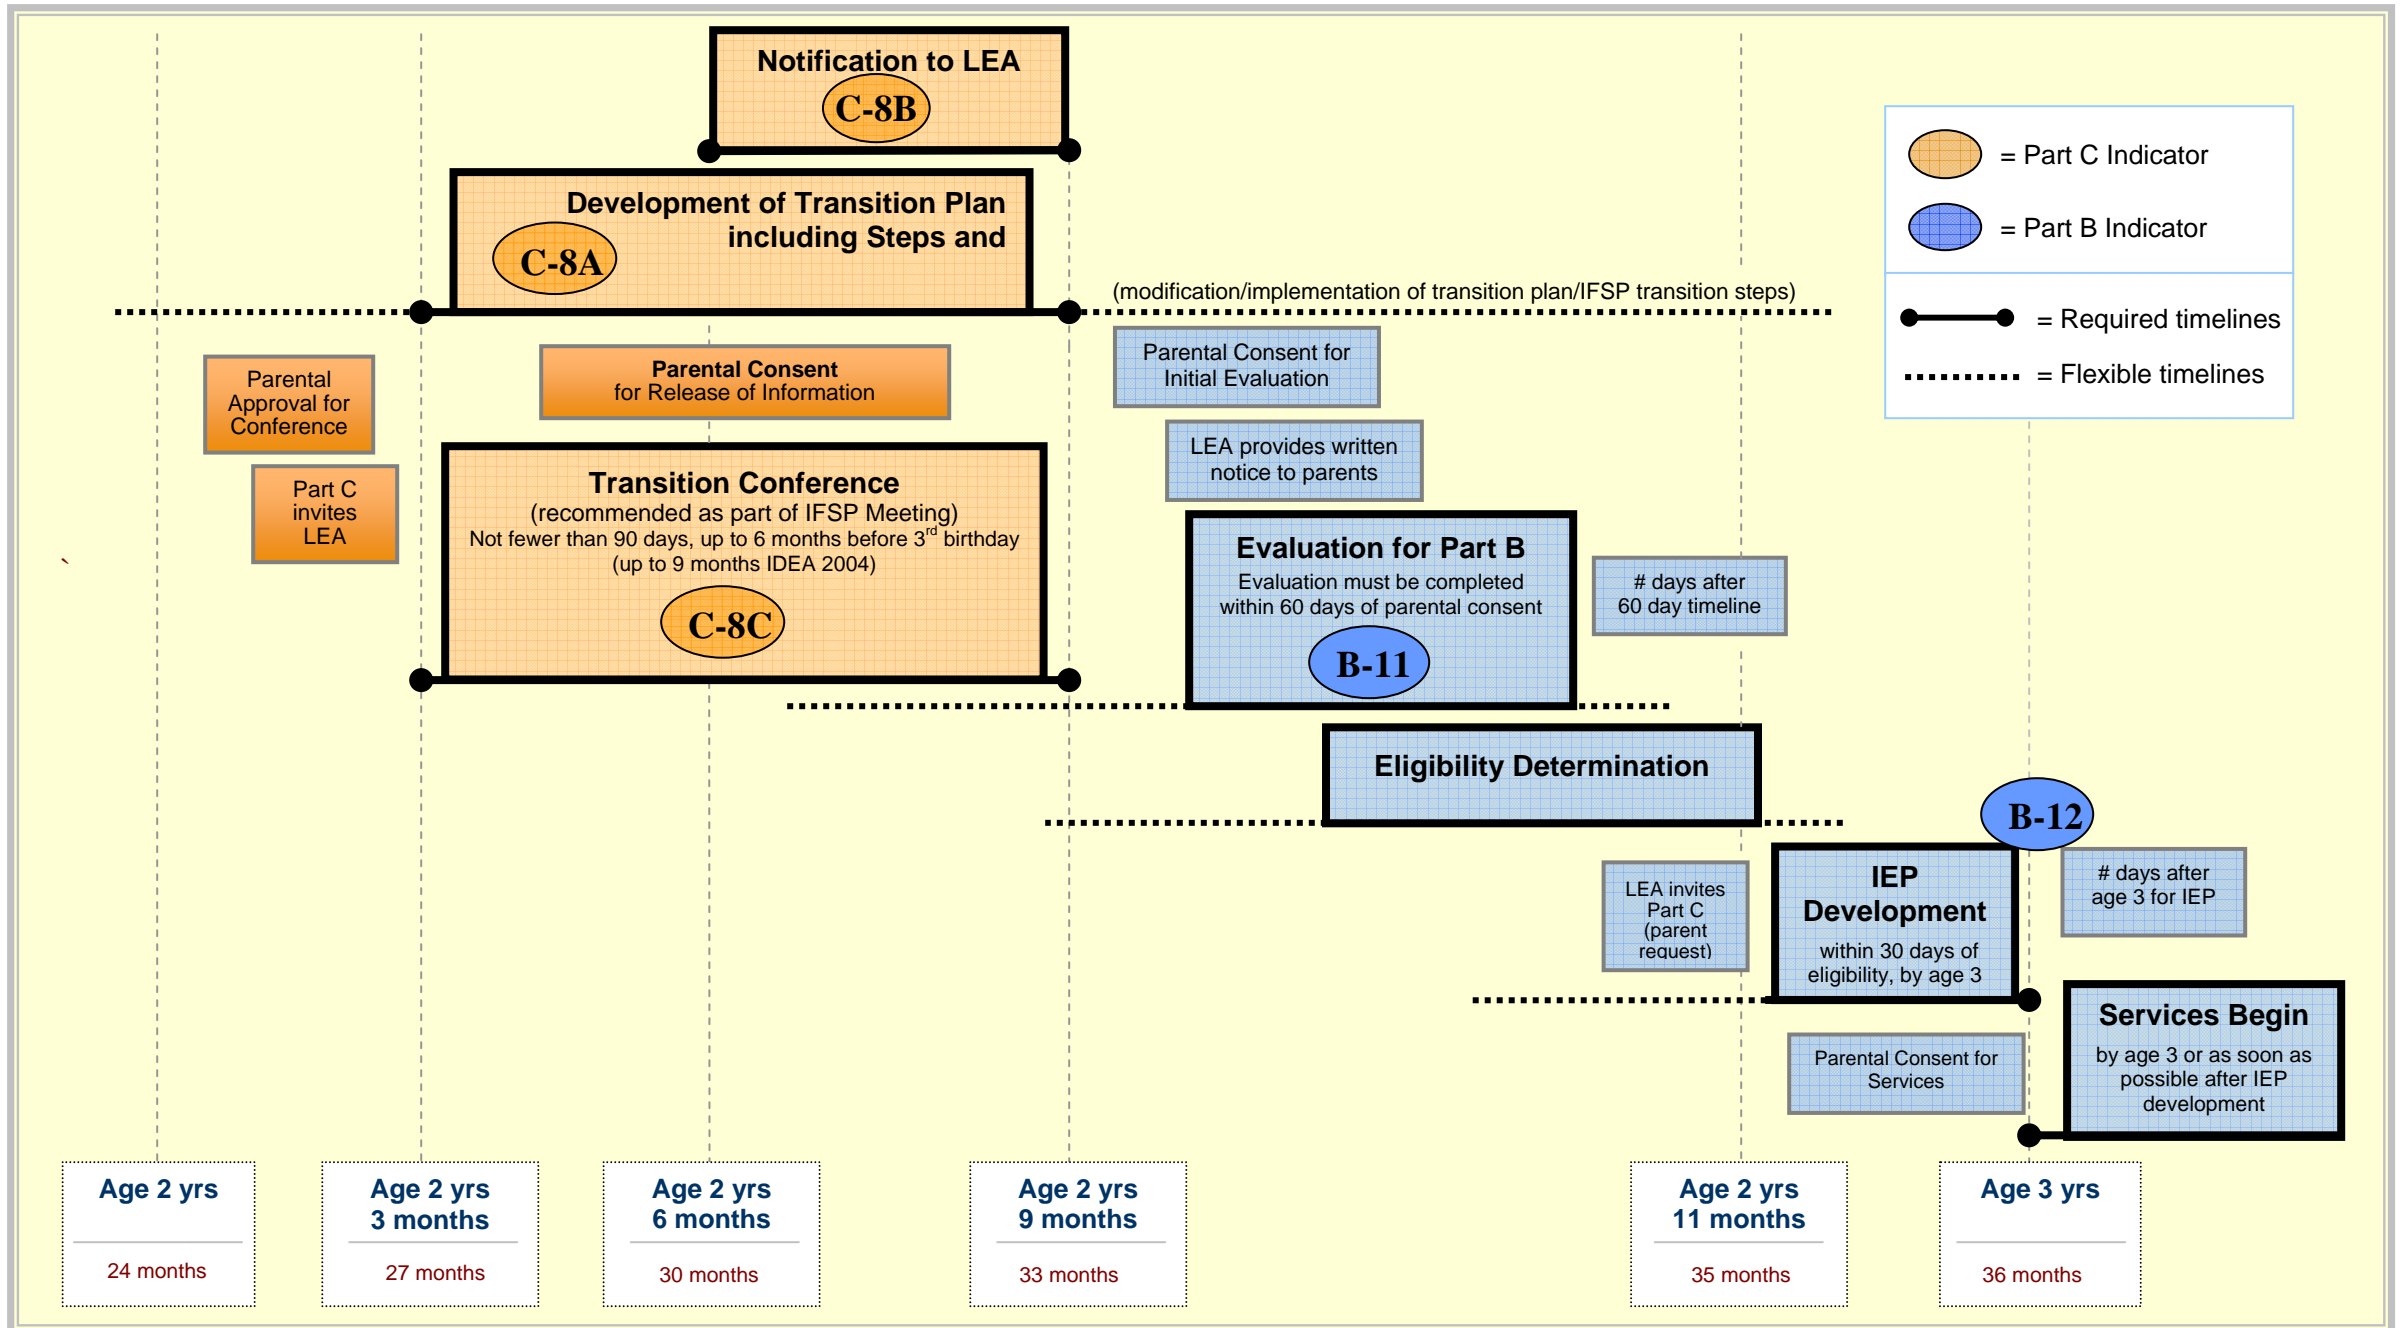 Notification to LEA
C-8B
Development of Transition Plan
including Steps and
C-8A
(modification/implementation of transition plan/IFSP transition steps)
= Part C Indicator
= Part B Indicator
= Required timelines
= Flexible timelines
Parental
Approval for
Conference
Parental Consent
for Release of Information
Parental Consent for
Initial Evaluation
Part C
invites
LEA
LEA provides written
notice to parents
Transition Conference
(recommended as part of IFSP Meeting)
Not fewer than 90 days, up to 6 months before 3rd birthday
(up to 9 months IDEA 2004)
C-8C
Evaluation for Part B
Evaluation must be completed
within 60 days of parental consent
B-11
# days after
60 day timeline
`
Eligibility Determination
B-12
LEA invites
Part C
(parent
request)
IEP
Development
within 30 days of
eligibility, by age 3
# days after
age 3 for IEP
Parental Consent for
Services
Services Begin
by age 3 or as soon as
possible after IEP
development
Age 2 yrs
24 months
Age 2 yrs
3 months
27 months
Age 2 yrs
6 months
30 months
Age 2 yrs
9 months
33 months
Age 2 yrs
11 months
35 months
Age 3 yrs
36 months